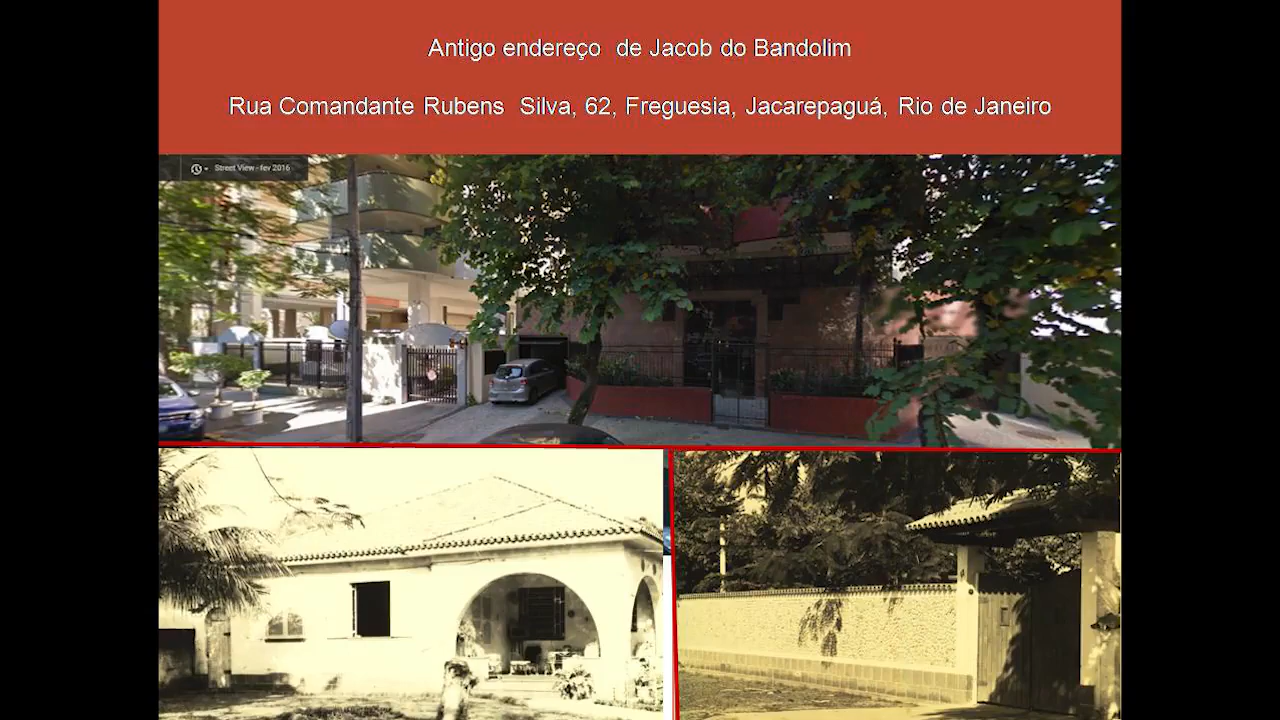 Antigo endereço de Jacob do Bandolim
Rua Comandante Rubens Silva, 62, Freguesia, Jacarepaguá, Rio de Janeiro
Street View - fev 2016